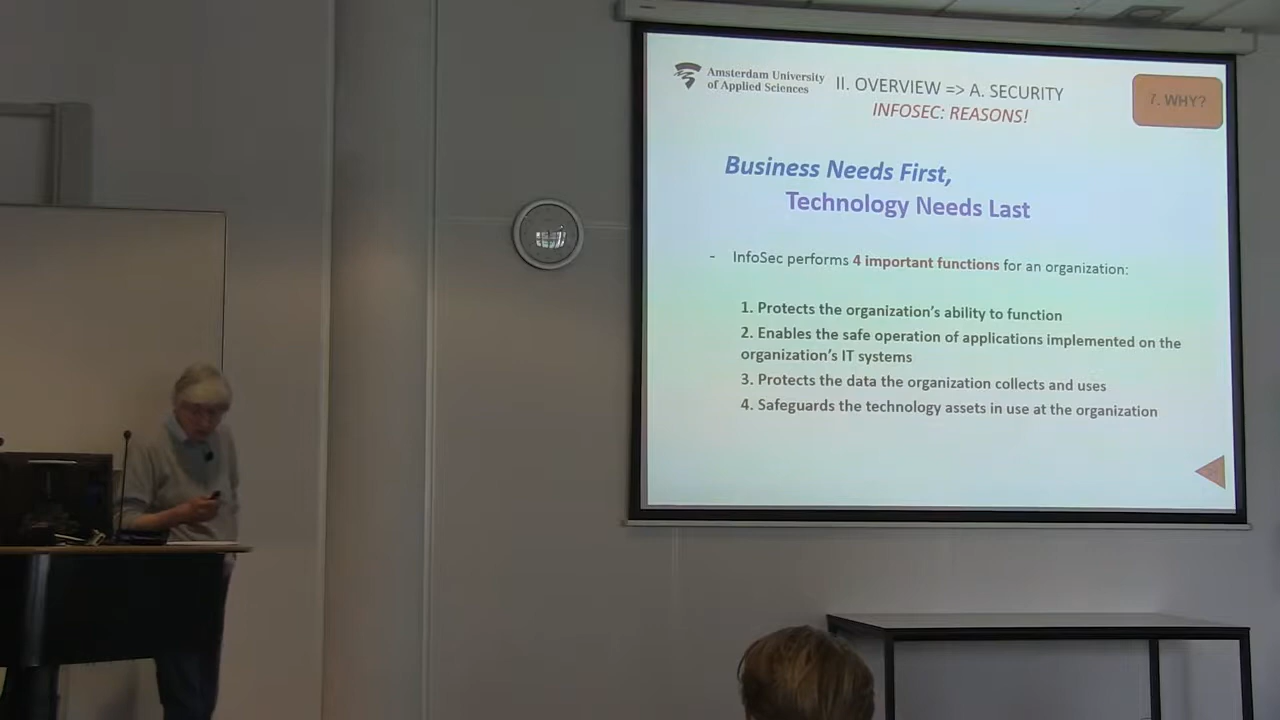 Amsterdam University
of Applied Sciences
II. OVERVIEW => A. SECURITY
INFOSEC: REASONS!
7. WHY?
Business Needs First,
Technology Needs Last
- InfoSec performs 4 important functions for an organization:
1. Protects the organization's ability to function
2. Enables the safe operation of applications implemented on the
organization's IT systems
3. Protects the data the organization collects and uses
4. Safeguards the technology assets in use at the organization